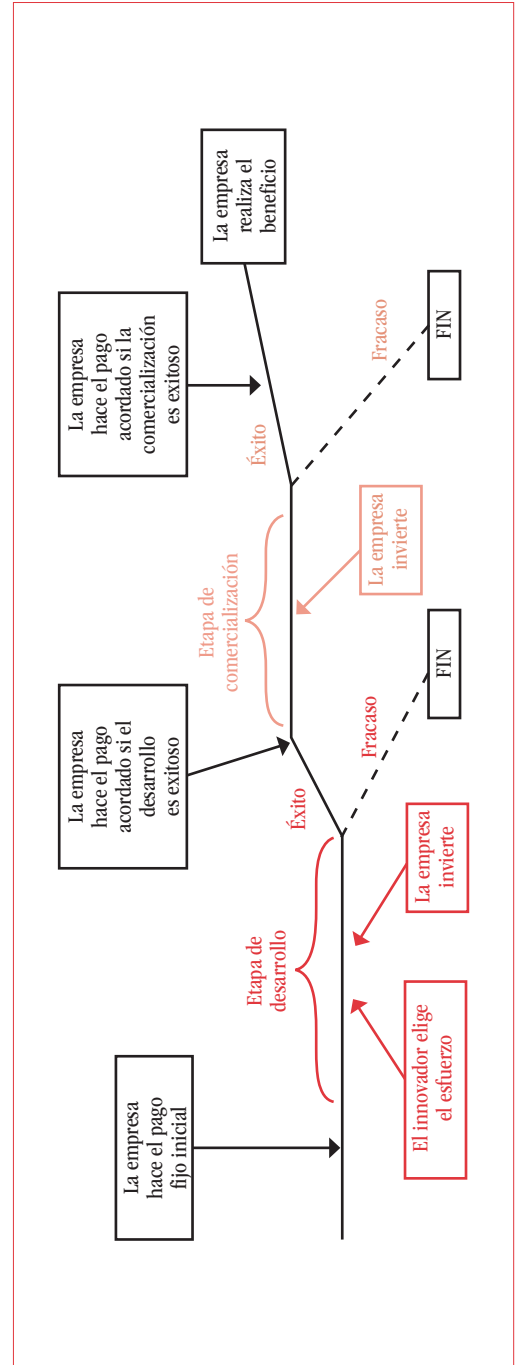 La empresa
hace el pago
fijo inicial
Etapa de
desarrollo
El innovador elige
el esfuerzo
La empresa
invierte
La empresa
hace el pago
acordado si el
desarrollo
es exitoso
Éxito
Fracaso
FIN
Etapa de
comercialización
La empresa
invierte
La empresa
hace el pago
acordado si la
comercialización
es exitoso
Éxito
Fracaso
FIN
La empresa
realiza el
beneficio